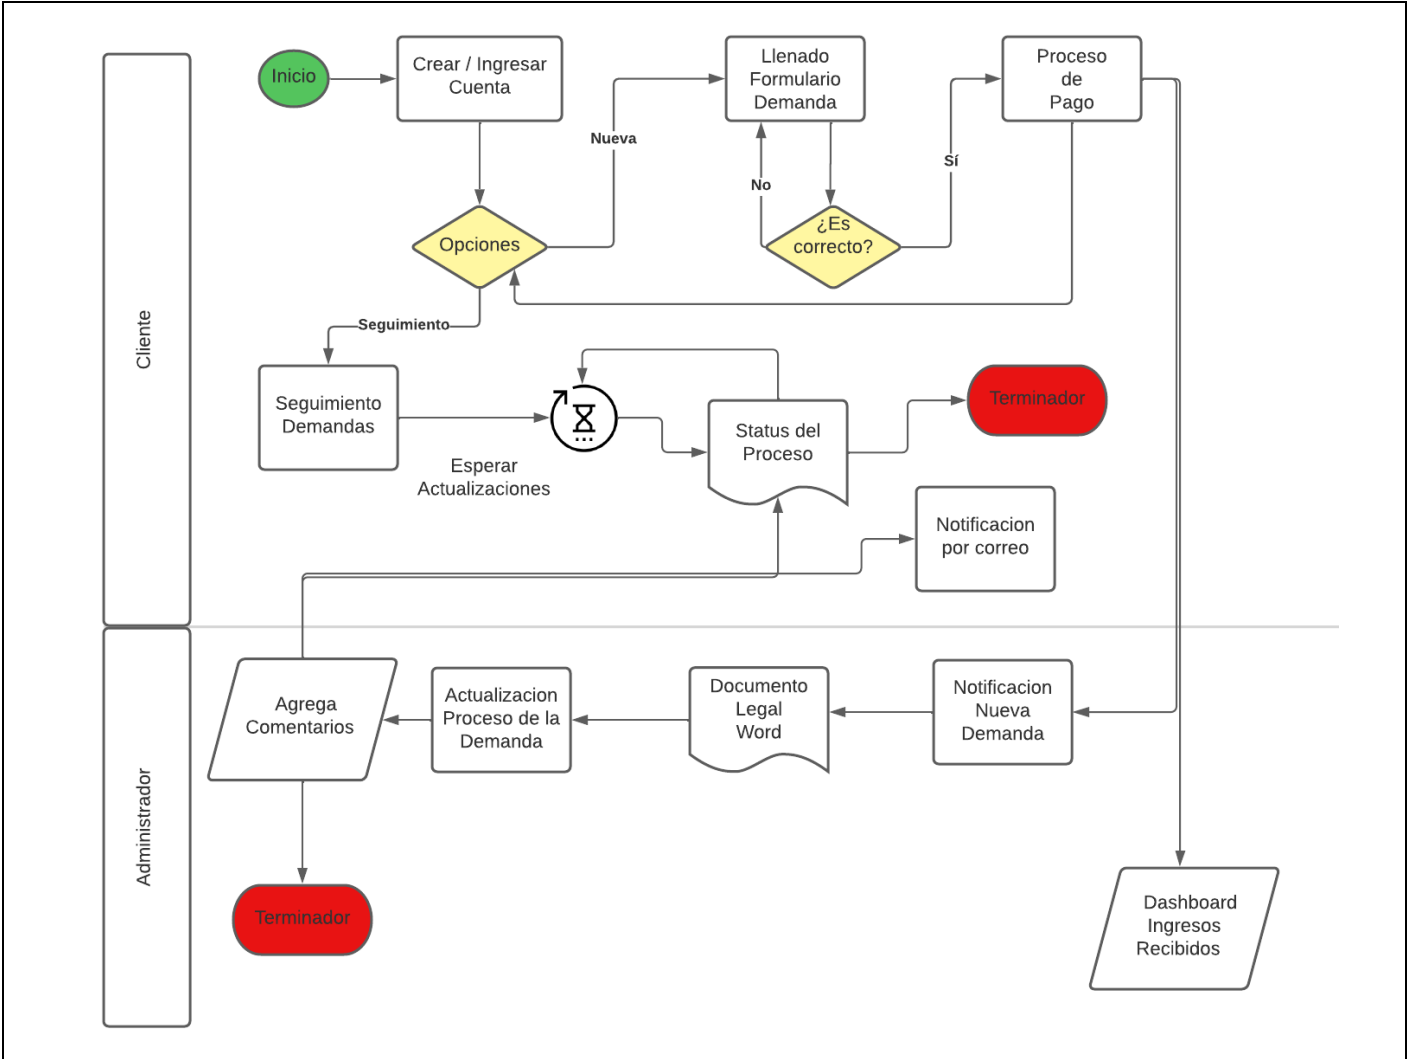 Inicio
Crear / Ingresar
Cuenta
Llenado
Formulario
Demanda
Proceso
de
Pago
Nueva
No
Sí
Opciones
¿Es
correcto?
Seguimiento
Cliente
Seguimiento
Demandas
Esperar
Actualizaciones
Status del
Proceso
Terminador
Notificacion
por correo
Administrador
Agrega
Comentarios
Actualizacion
Proceso de la
Demanda
Documento
Legal
Word
Notificacion
Nueva
Demanda
Terminador
Dashboard
Ingresos
Recibidos